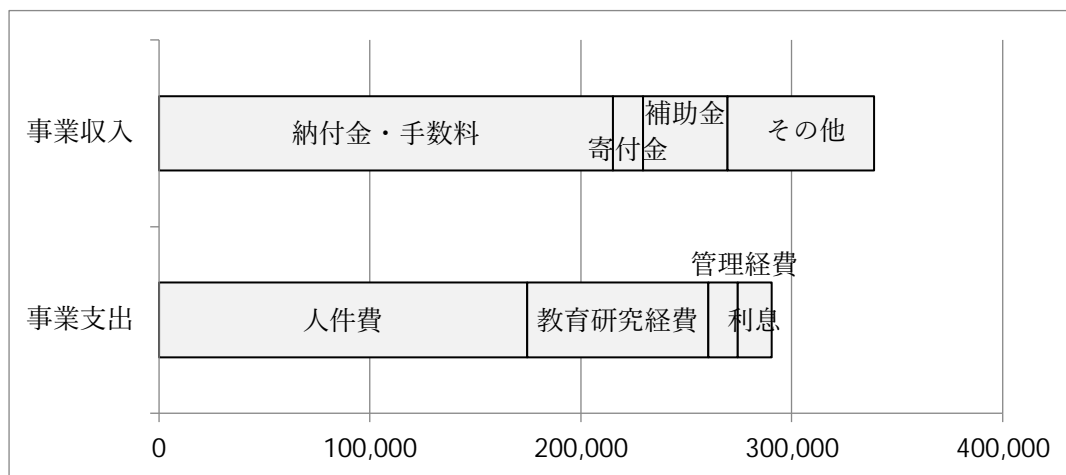 事業収入
納付金・手数料
寄付金
補助金
その他
管理経費
事業支出
人件費
教育研究経費
利息
0
100,000
200,000
300,000
400,000